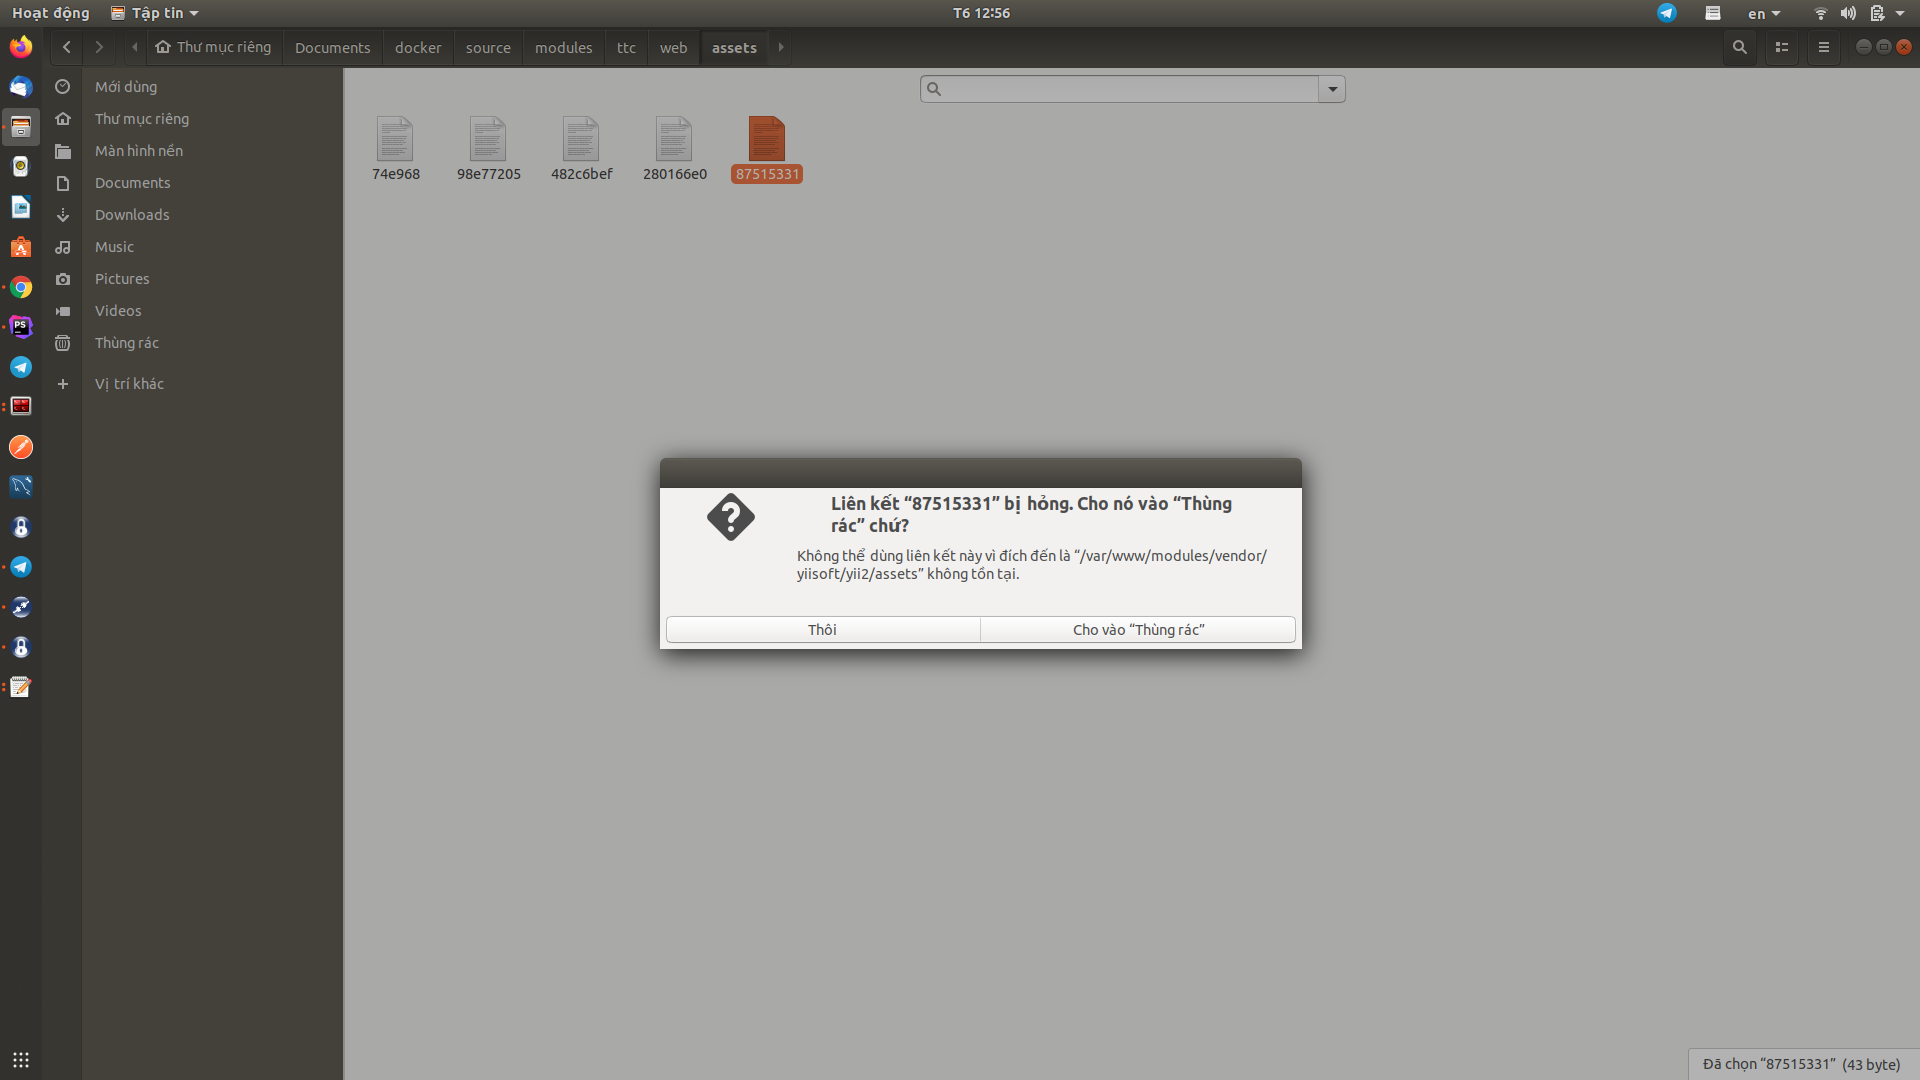 Hoạt động
Tập tin
T6 12:56
en
Thư mục riêng
Documents
docker
source
modules
ttc
web
assets
Mới dùng
Thư mục riêng
Màn hình nền
Documents
Downloads
Music
Pictures
Videos
Thùng rác
Vị trí khác
74e968
98e77205
482c6bef
280166e0
87515331
Liên kết “87515331” bị hỏng. Cho nó vào “Thùng
rác” chứ?
Không thể dùng liên kết này vì đích đến là “/var/www/modules/vendor/
yiisoft/yii2/assets” không tồn tại.
Thôi
Cho vào “Thùng rác”
PS
Đã chọn “87515331” (43 byte)